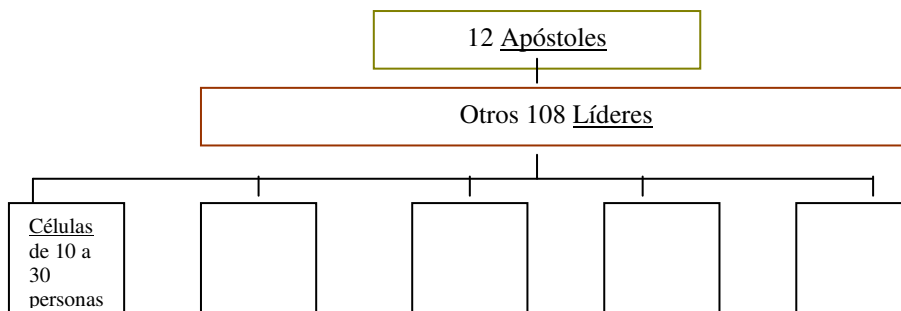 12 Apóstoles
Otros 108 Líderes
Células
de 10 a
30
personas